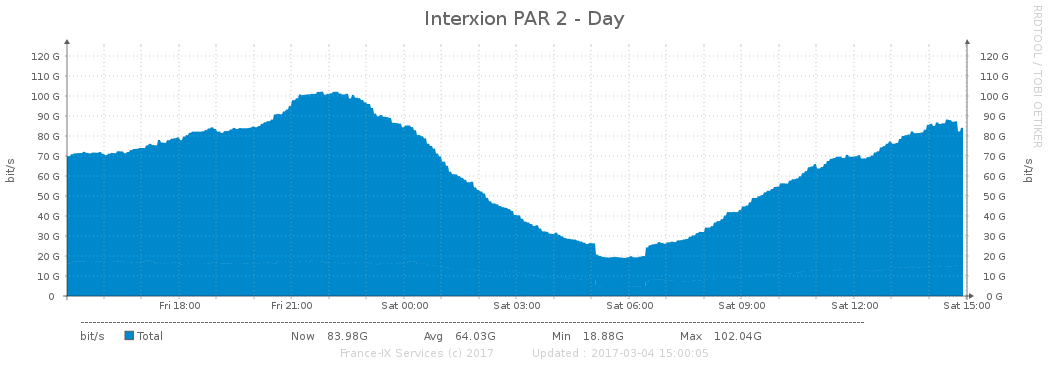 Interxion PAR 2 - Day
RRDTOOL / TOBI OETIKER
bit/s
120 G 120 G
110 G 110 G
100 G 100 G
90 G 90 G
80 G 80 G
70 G 70 G
60 G 60 G
50 G 50 G
40 G 40 G
30 G 30 G
20 G 20 G
10 G 10 G
0 0 G
bit/s
Fri 18:00 Fri 21:00 Sat 00:00 Sat 03:00 Sat 06:00 Sat 09:00 Sat 12:00 Sat 15:00
bit/s Total Now 83.98G Avg 64.03G Min 18.88G Max 102.04G
France-IX Services (c) 2017 Updated : 2017-03-04 15:00:05